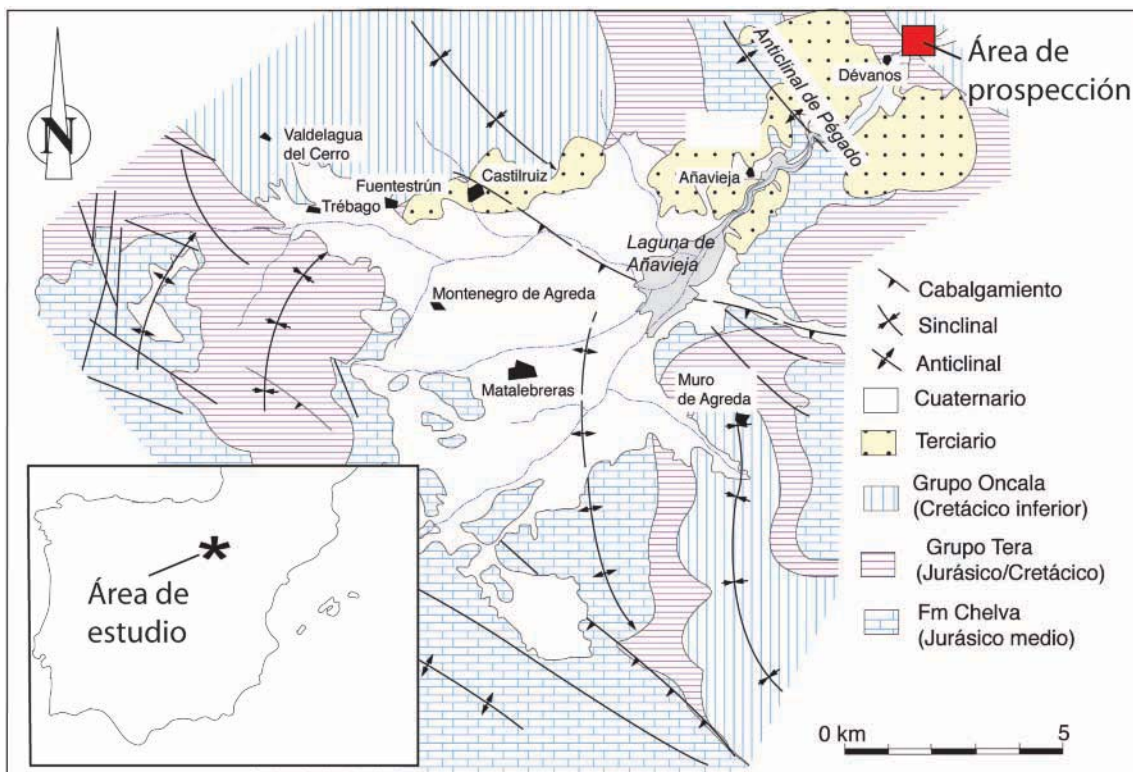 N
Valdelagua
del Cerro
Trébago
Fuentestrún
Castilruiz
Anticlinal de Pégado
Dévanos
Área de
prospección
Añavieja
Laguna de
Añavieja
Montenegro de Agreda
Matalebreras
Muro
de Agreda
Cabalgamiento
Sinclinal
Anticlinal
Cuaternario
Terciario
Grupo Oncala
(Cretácico inferior)
Grupo Tera
(Jurásico/Cretácico)
Fm Chelva
(Jurásico medio)
0 km 5
*
Área de
estudio